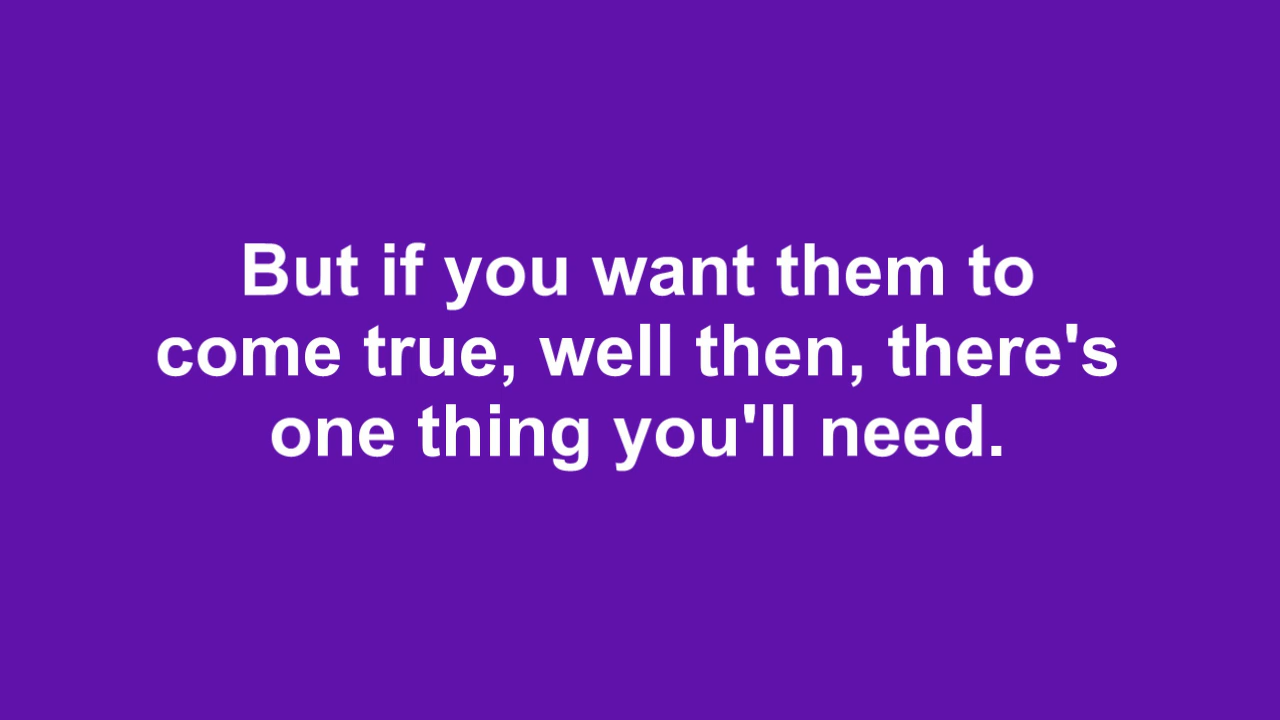 But if you want them to
come true, well then, there's
one thing you'll need.